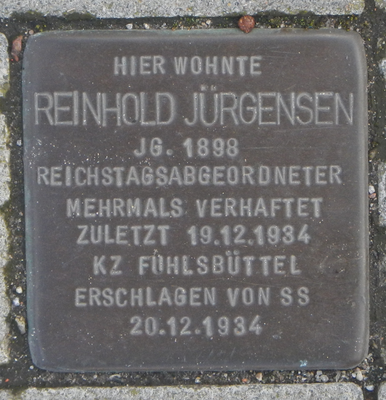 HIER WOHNTE
REINHOLD JÜRGENSEN
JG. 1898
REICHSTAGSABGEORDNETER
MEHRMALS VERHAFTET
ZULETZT 19.12.1934
KZ FUHLSBÜTTEL
ERSCHLAGEN VON SS
20.12.1934